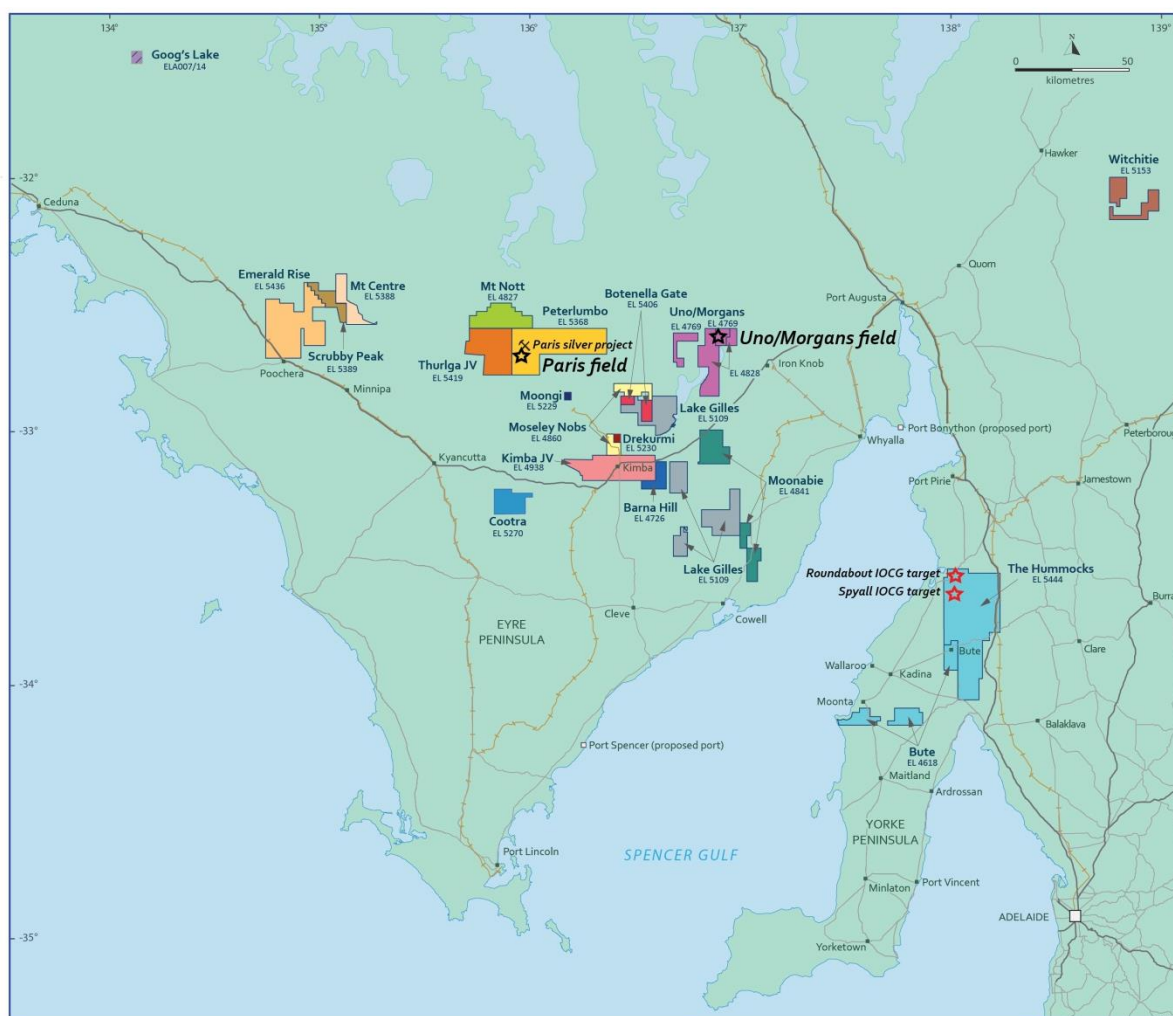 134°
135°
136°
137°
138°
139°
Goog's Lake
ELA007/14
N
0 50
kilometres
Hawker
Witchitie
EL 5153
-32°
Ceduna
Quorn
Emerald Rise
EL 5436
Mt Centre
EL 5388
Mt Nott
EL 4827
Botenella Gate
EL 5406
Port Augusta
Peterlumbo
EL 5368
Uno/Morgans
EL 4769
EL 4769
Uno/Morgans field
Paris silver project
Paris field
Scrubby Peak
EL 5389
Thurlga JV
EL 5419
EL 4828
Iron Knob
Poochera
Minnipa
Moongi
EL 5229
Lake Gilles
EL 5109
Moseley Nobs
EL 4860
Drekurmi
EL 5230
-33°
Port Bonython (proposed port)
Whyalla
Peterboroug
Kyancutta
Kimba JV
EL 4938
Kimba
Port Pirie
Jamestown
Moonabie
EL 4841
Barna Hill
EL 4726
Cootra
EL 5270
Lake Gilles
EL 5109
Roundabout IOCG target
Spyall IOCG target
The Hummocks
EL 5444
Burra
Cleve
Cowell
EYRE
PENINSULA
Bute
Clare
Wallaroo
Kadina
-34°
Moonta
Balaklava
Port Spencer (proposed port)
Bute
EL 4618
Maitland
Ardrossan
YORKE
PENINSULA
SPENCER GULF
Port Lincoln
Minlaton
Port Vincent
ADELAIDE
-35°
Yorketown